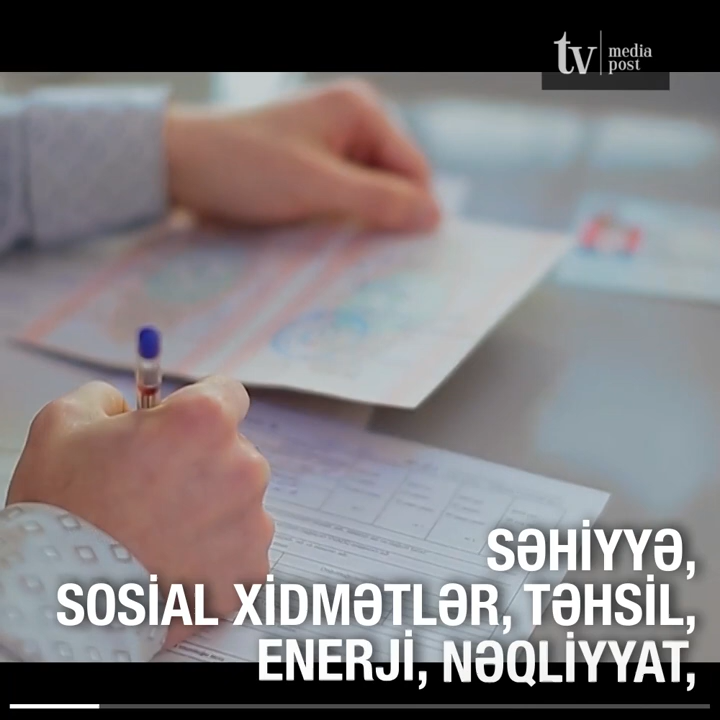 tv media
post
SƏHİYYƏ,
SOSİAL XİDMƏTLƏR, TƏHSİL,
ENERJİ, NƏQLİYYAT,